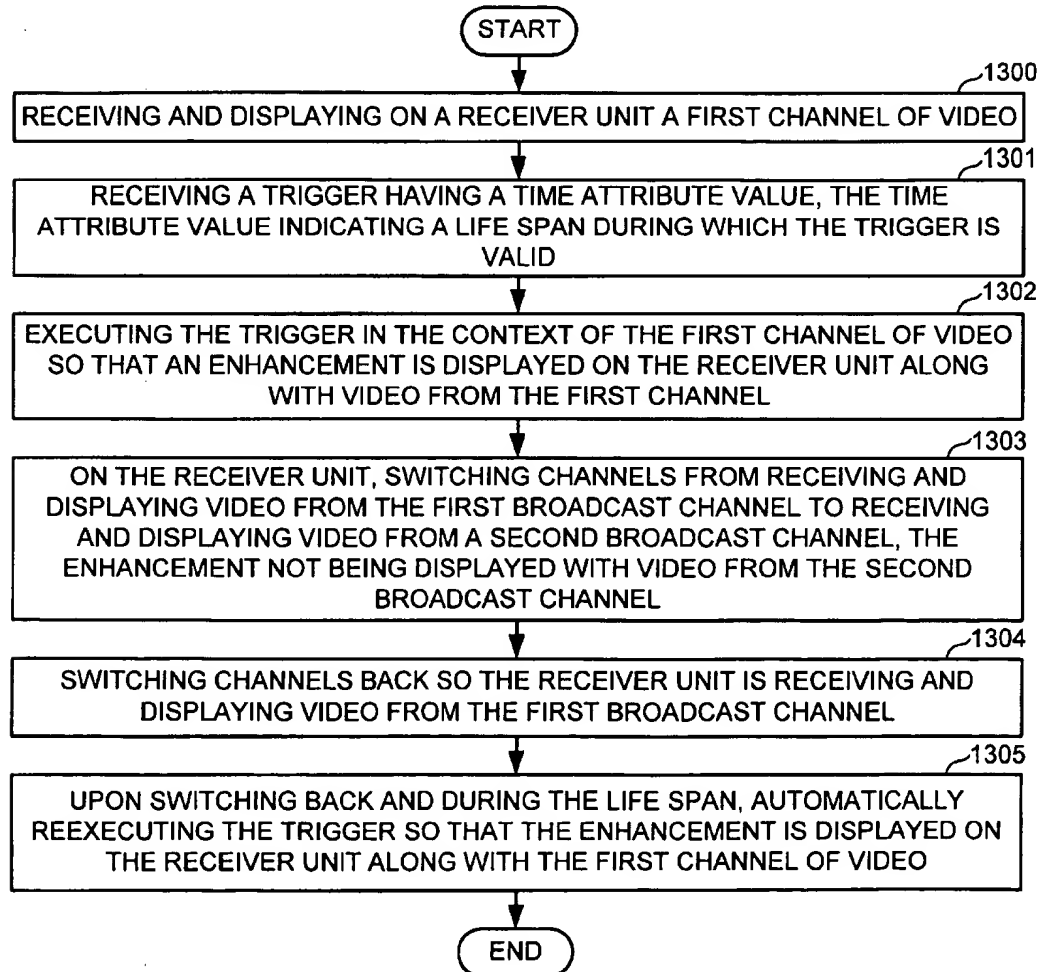 START
1300
RECEIVING AND DISPLAYING ON A RECEIVER UNIT A FIRST CHANNEL OF VIDEO
1301
RECEIVING A TRIGGER HAVING A TIME ATTRIBUTE VALUE, THE TIME
ATTRIBUTE VALUE INDICATING A LIFE SPAN DURING WHICH THE TRIGGER IS
VALID
1302
EXECUTING THE TRIGGER IN THE CONTEXT OF THE FIRST CHANNEL OF VIDEO
SO THAT AN ENHANCEMENT IS DISPLAYED ON THE RECEIVER UNIT ALONG
WITH VIDEO FROM THE FIRST CHANNEL
1303
ON THE RECEIVER UNIT, SWITCHING CHANNELS FROM RECEIVING AND
DISPLAYING VIDEO FROM THE FIRST BROADCAST CHANNEL TO RECEIVING
AND DISPLAYING VIDEO FROM A SECOND BROADCAST CHANNEL, THE
ENHANCEMENT NOT BEING DISPLAYED WITH VIDEO FROM THE SECOND
BROADCAST CHANNEL
1304
SWITCHING CHANNELS BACK SO THE RECEIVER UNIT IS RECEIVING AND
DISPLAYING VIDEO FROM THE FIRST BROADCAST CHANNEL
1305
UPON SWITCHING BACK AND DURING THE LIFE SPAN, AUTOMATICALLY
REEXECUTING THE TRIGGER SO THAT THE ENHANCEMENT IS DISPLAYED ON
THE RECEIVER UNIT ALONG WITH THE FIRST CHANNEL OF VIDEO
END